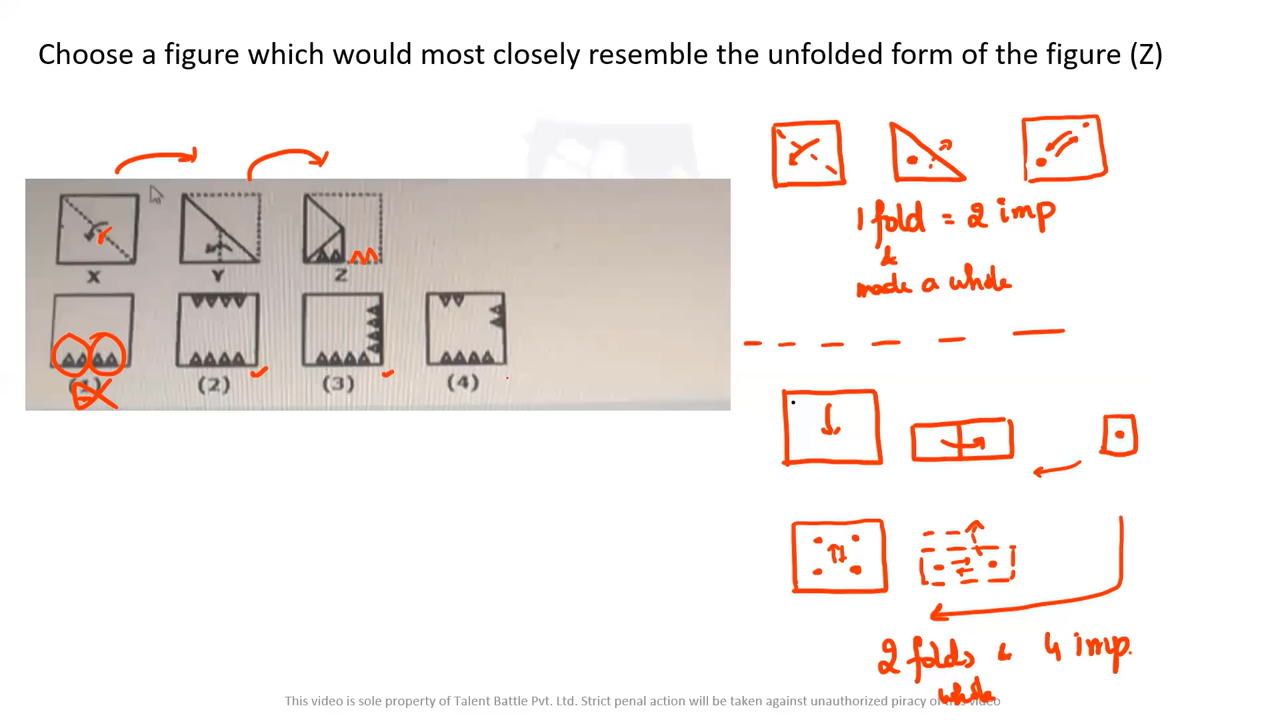 Choose a figure which would most closely resemble the unfolded form of the figure (Z)
X
Y
Z
(1)
(2)
(3)
(4)
1 fold = 2 imp
&
made a whole
2 folds & 4 imp.
whole
This video is sole property of Talent Battle Pvt. Ltd. Strict penal action will be taken against unauthorized piracy of this video